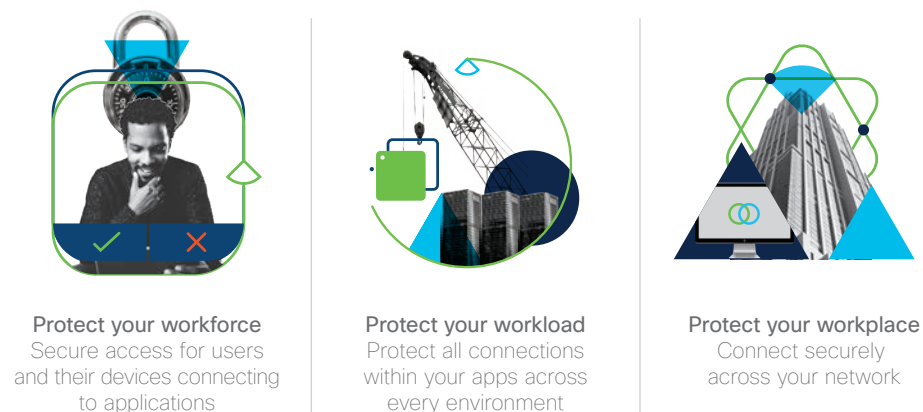 Protect your workforce
Secure access for users
and their devices connecting
to applications
Protect your workload
Protect all connections
within your apps across
every environment
Protect your workplace
Connect securely
across your network